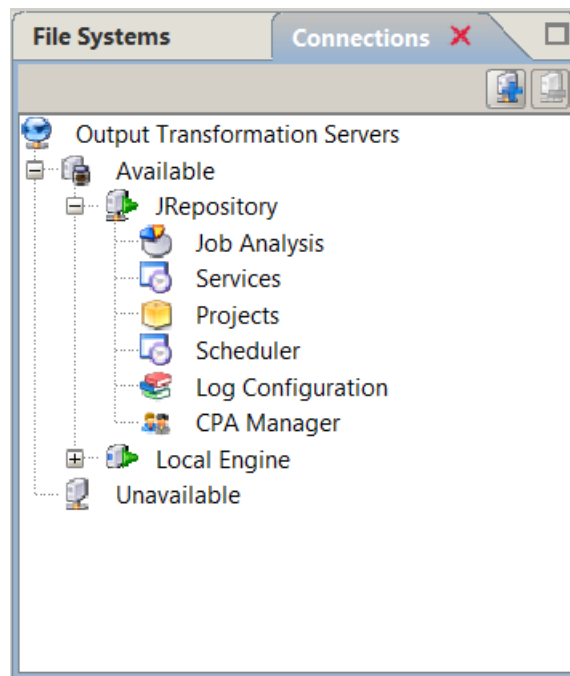 File Systems Connections
Output Transformation Servers
Available
JRepository
Job Analysis
Services
Projects
Scheduler
Log Configuration
CPA Manager
Local Engine
Unavailable